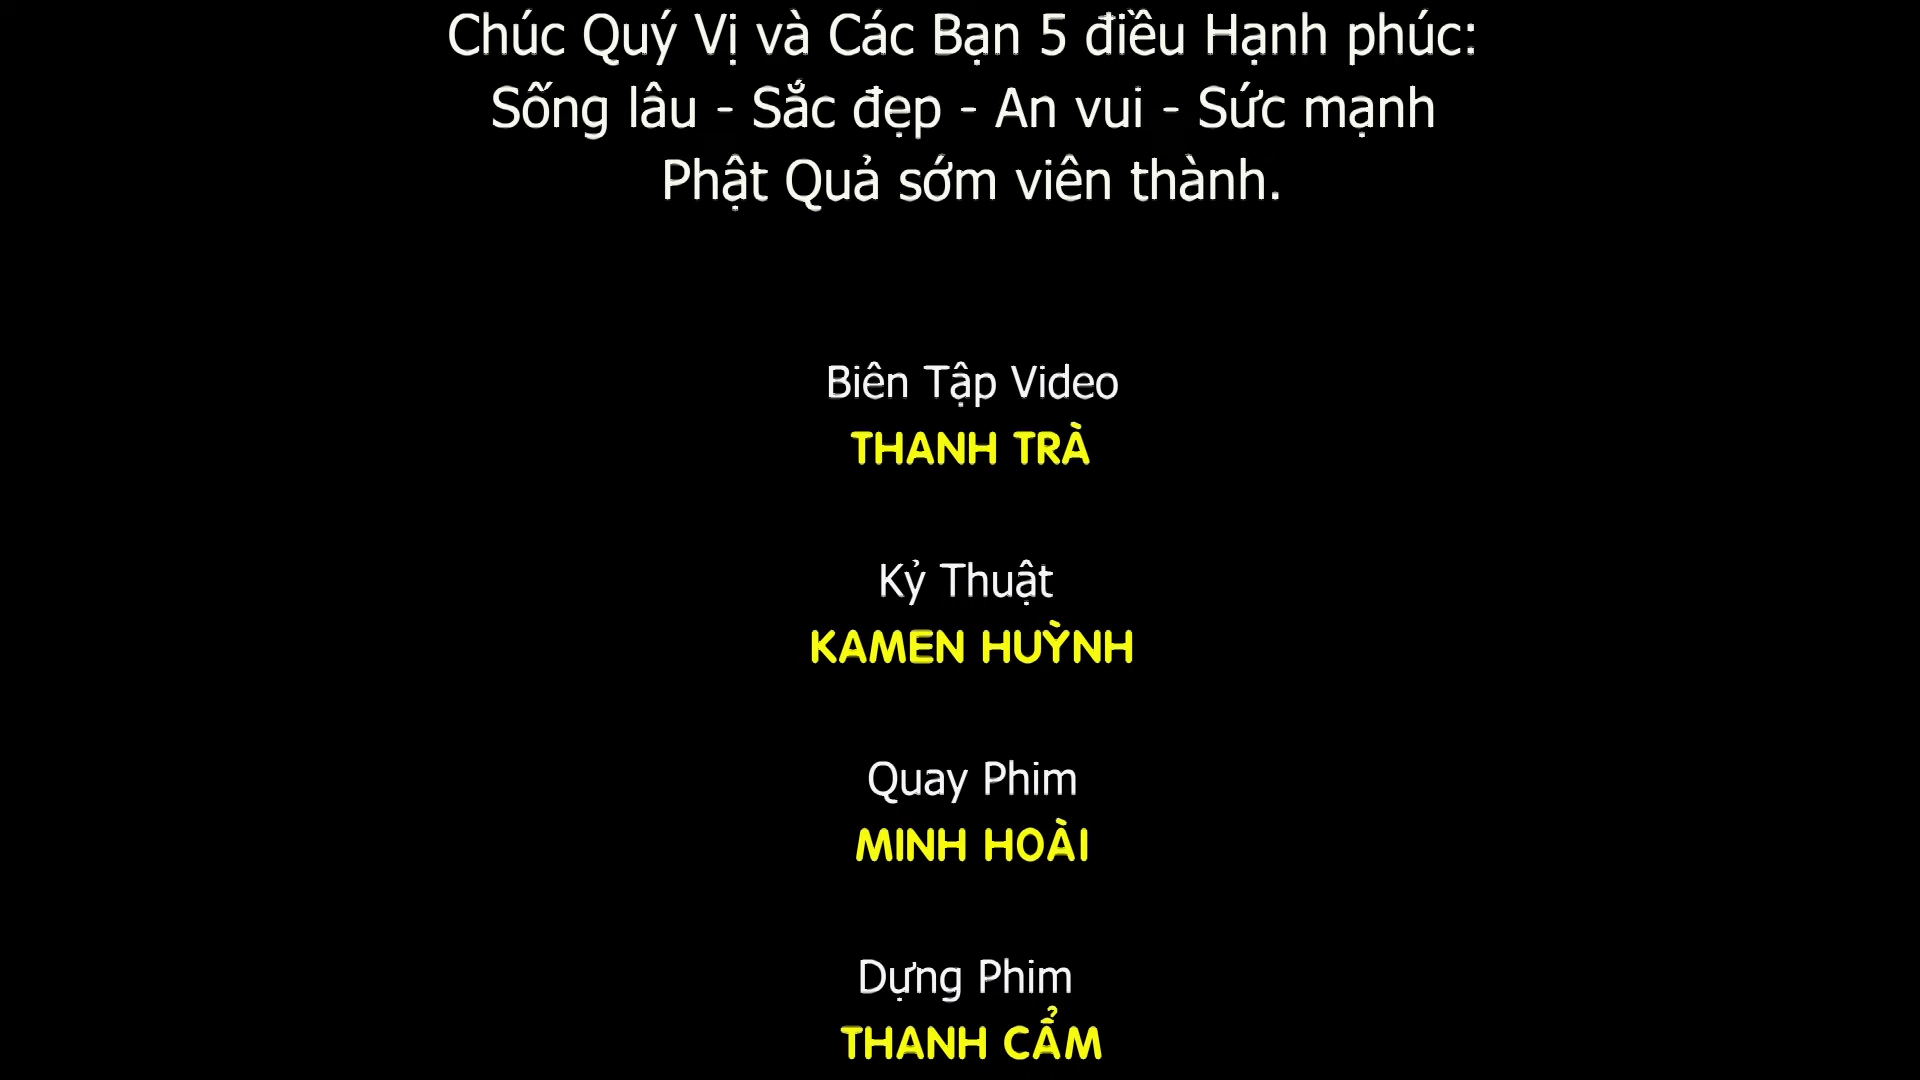 Chúc Quý Vị và Các Bạn 5 điều Hạnh phúc:
Sống lâu - Sắc đẹp - An vui - Sức mạnh
Phật Quả sớm viên thành.
Biên Tập Video
THANH TRÀ
Kỷ Thuật
KAMEN HUỲNH
Quay Phim
MINH HOÀI
Dựng Phim
THANH CẨM